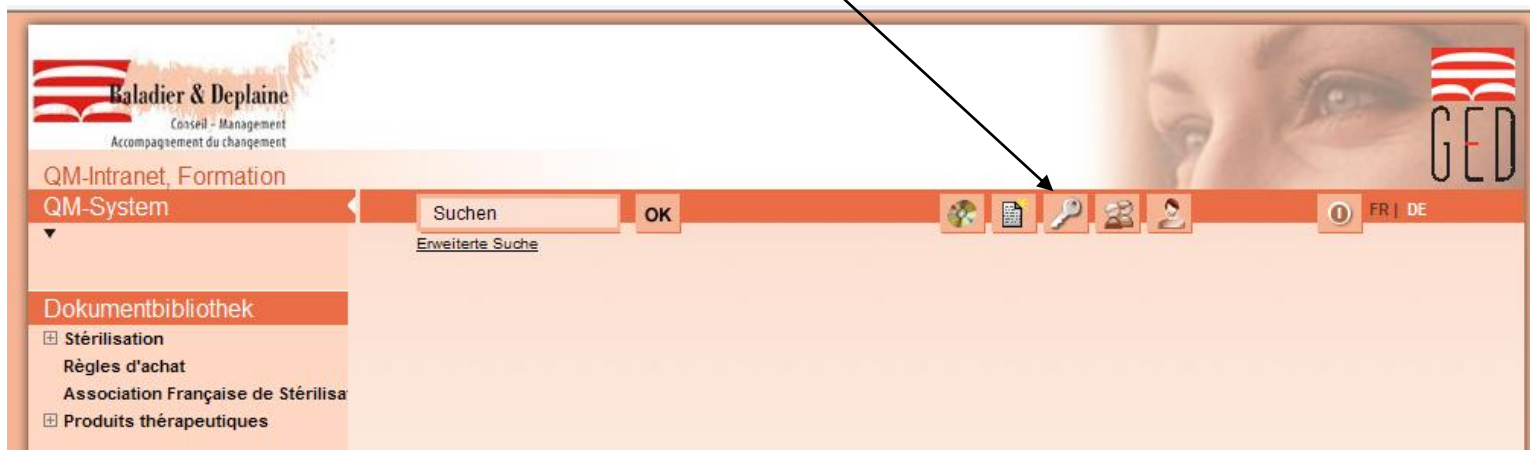 Baladier & Deplaine
Conseil - Management
Accompagnement du changement
GED
QM-Intranet, Formation
QM-System
Suchen
OK
FR | DE
Erweiterte Suche
Dokumentbibliothek
Stérilisation
Règles d'achat
Association Française de Stérilisa
Produits thérapeutiques